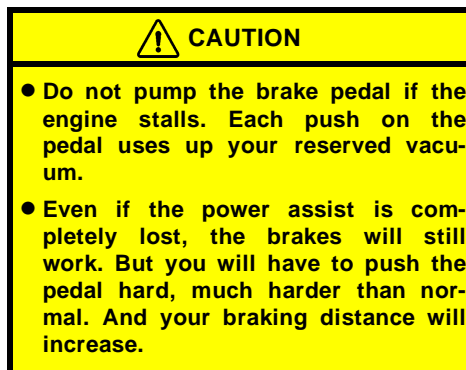 CAUTION
● Do not pump the brake pedal if the
engine stalls. Each push on the
pedal uses up your reserved vacu-
um.
● Even if the power assist is com-
pletely lost, the brakes will still
work. But you will have to push the
pedal hard, much harder than nor-
mal. And your braking distance will
increase.